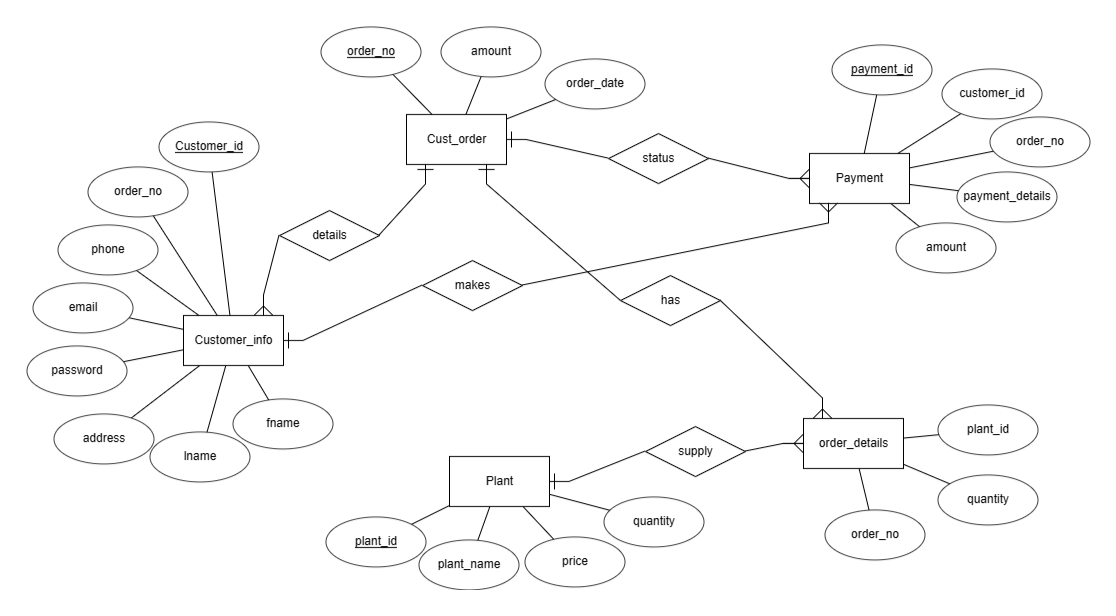 order_no
amount
order_date
Cust_order
payment_id
customer_id
order_no
payment_details
amount
Payment
status
Customer_id
order_no
phone
email
password
address
lname
fname
Customer_info
details
makes
has
supply
order_details
plant_id
quantity
order_no
Plant
plant_id
plant_name
price
quantity